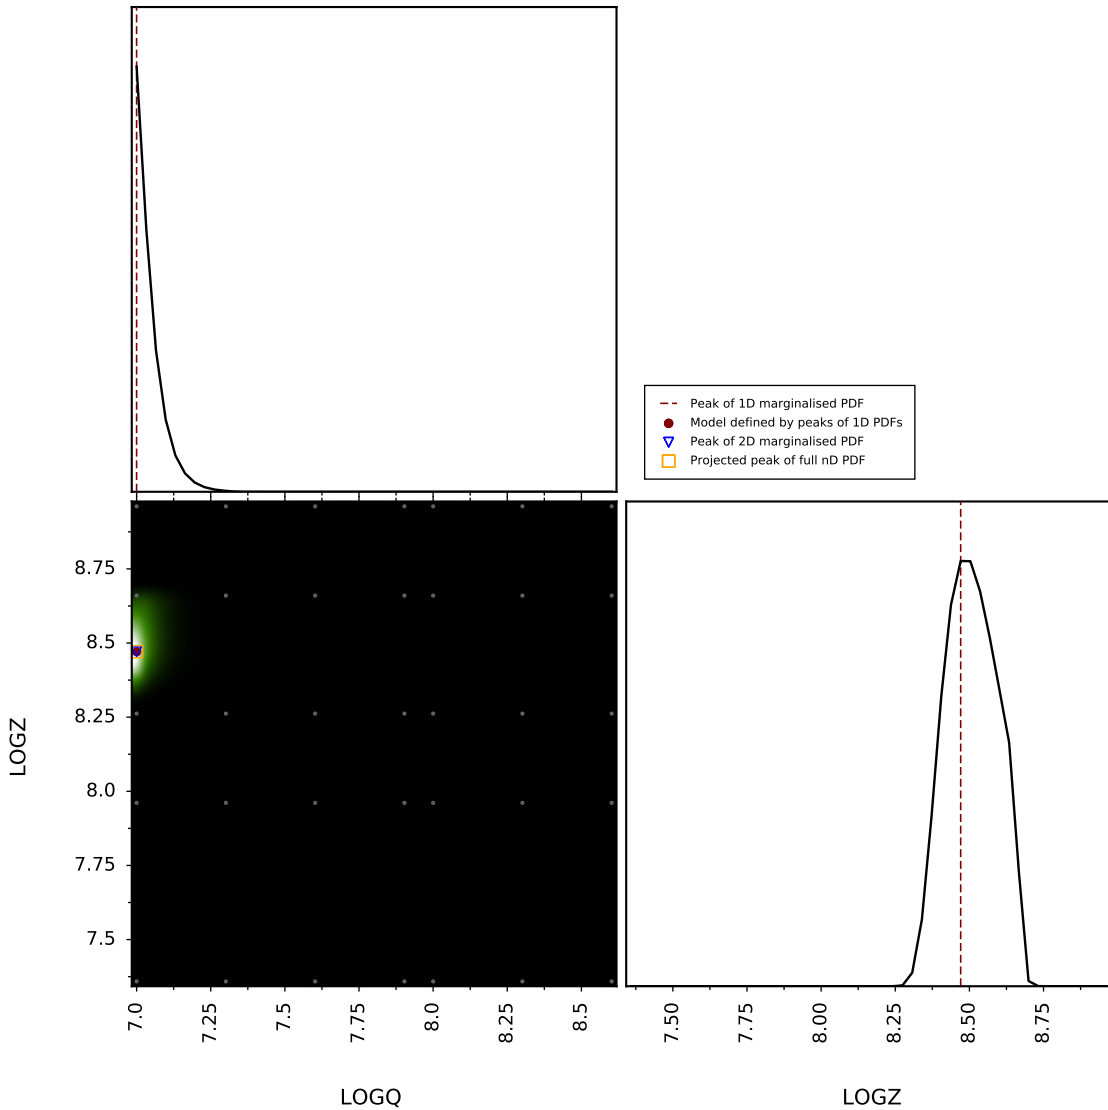 Peak of 1D marginalised PDF
Model defined by peaks of 1D PDFs
Peak of 2D marginalised PDF
Projected peak of full nD PDF
LOGZ
8.75
8.5
8.25
8.0
7.75
7.5
7.0
7.25
7.5
7.75
8.0
8.25
8.5
LOGQ
7.50
7.75
8.00
8.25
8.50
8.75
LOGZ